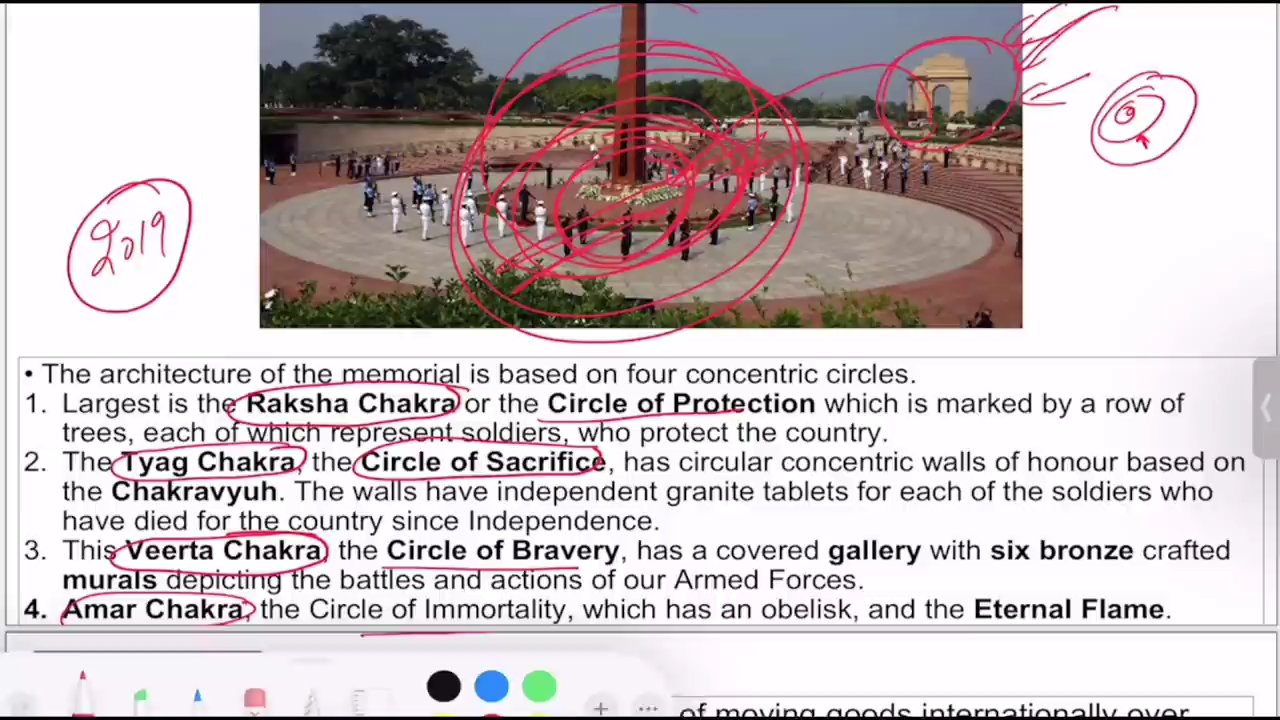 2019
• The architecture of the memorial is based on four concentric circles.
1. Largest is the Raksha Chakra or the Circle of Protection which is marked by a row of
trees, each of which represent soldiers, who protect the country.
2. The Tyag Chakra, the Circle of Sacrifice, has circular concentric walls of honour based on
the Chakravyuh. The walls have independent granite tablets for each of the soldiers who
have died for the country since Independence.
3. This Veerta Chakra, the Circle of Bravery, has a covered gallery with six bronze crafted
murals depicting the battles and actions of our Armed Forces.
4. Amar Chakra, the Circle of Immortality, which has an obelisk, and the Eternal Flame.
of moving goods internationally over